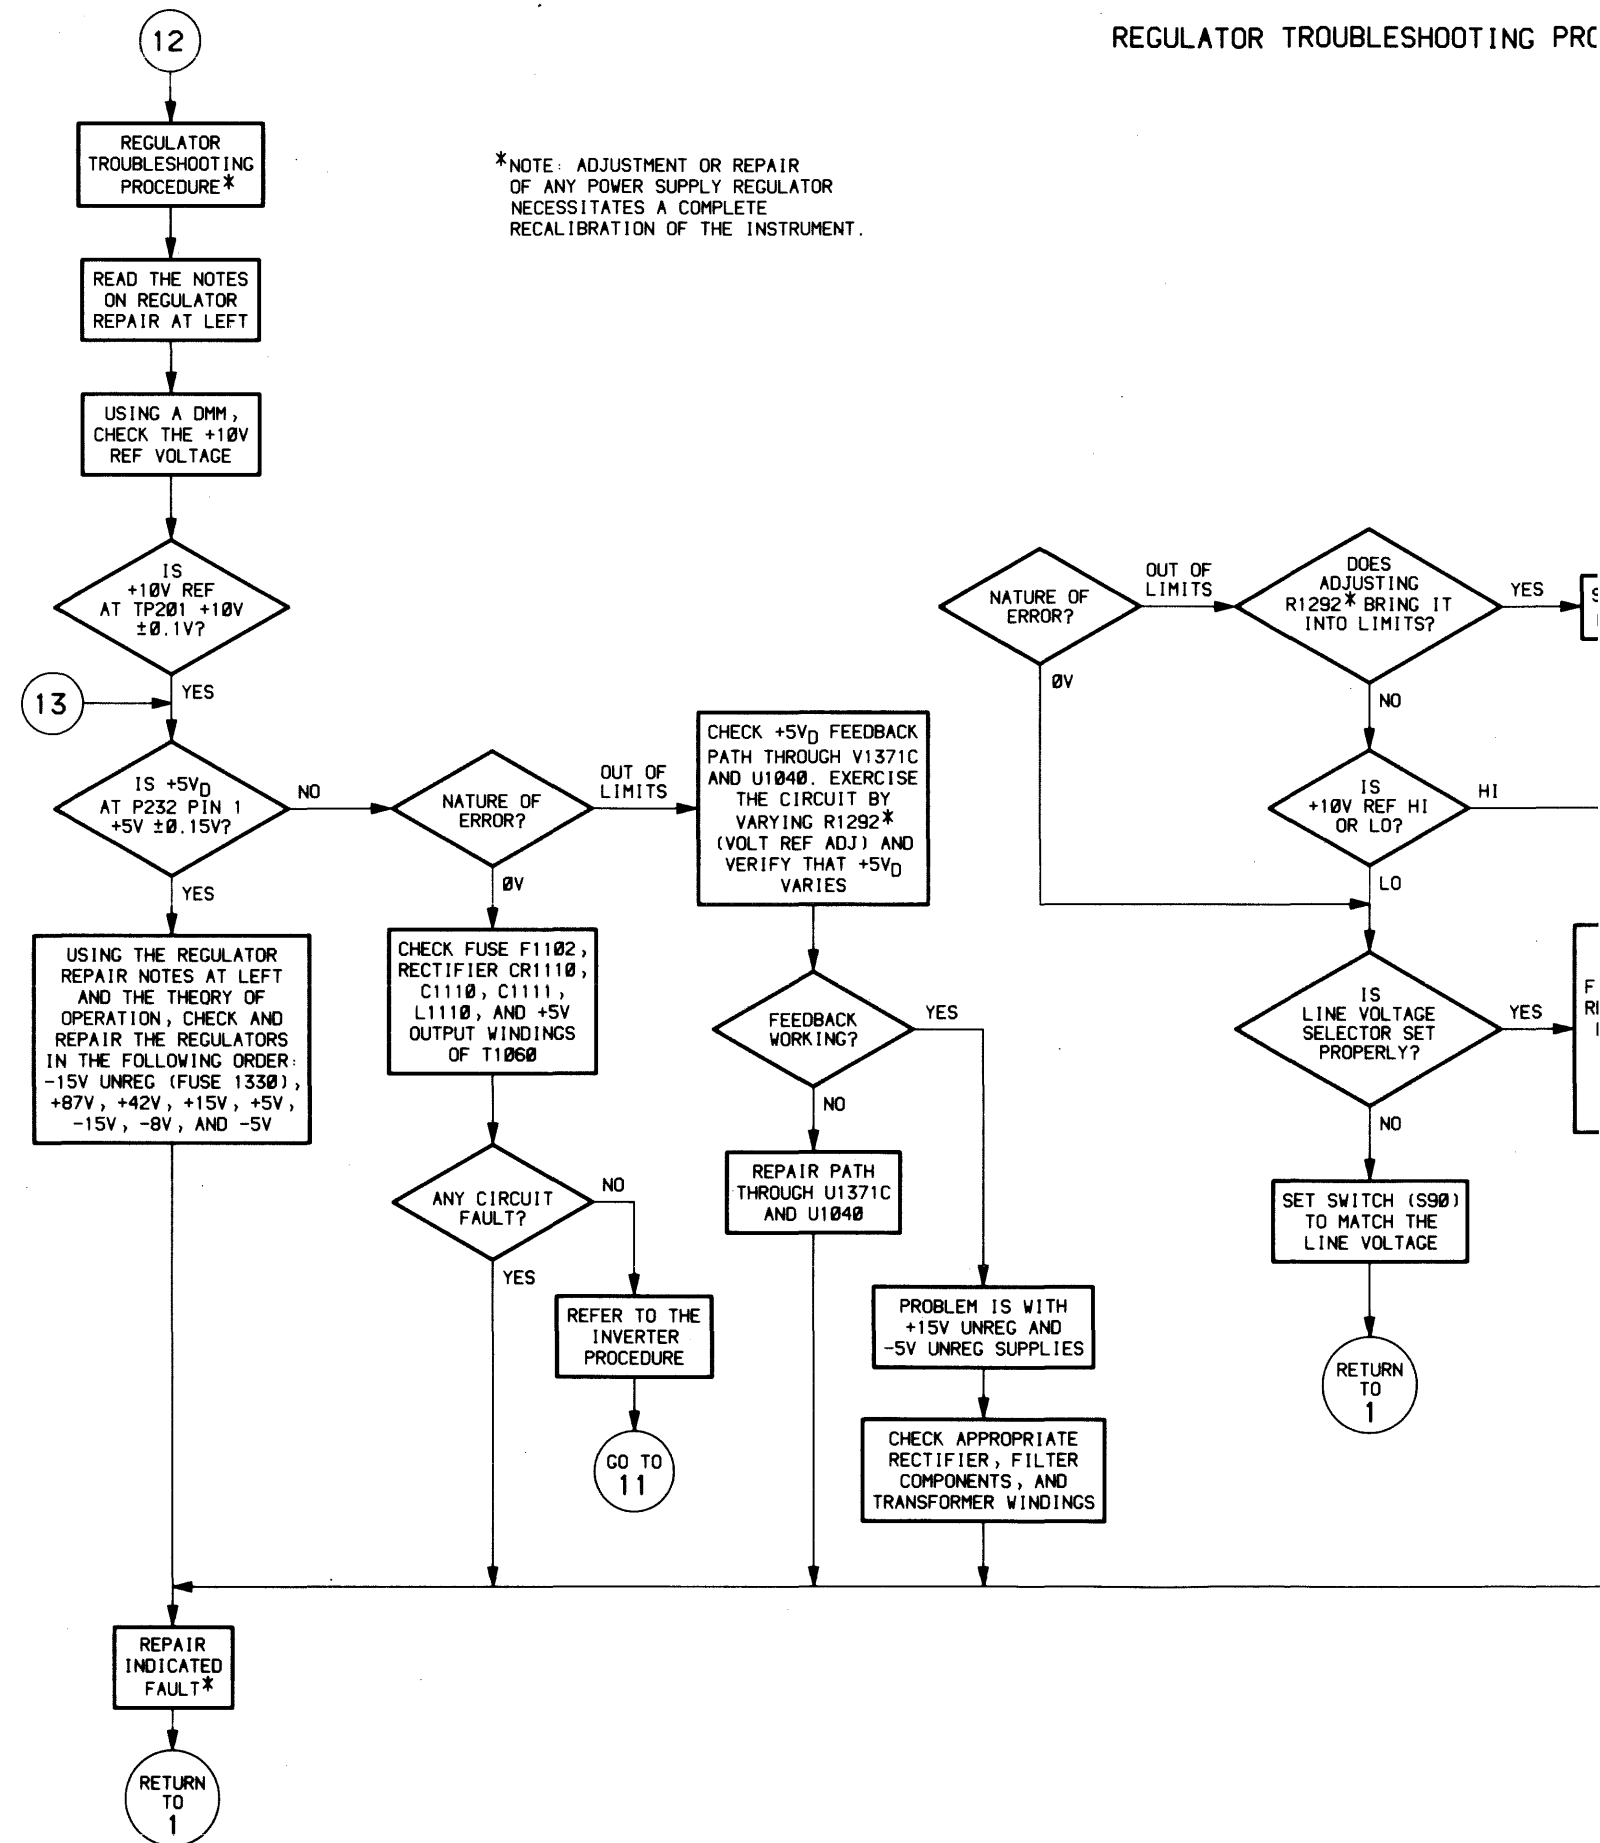 REGULATOR TROUBLESHOOTING PRO
12
REGULATOR
TROUBLESHOOTING
PROCEDURE*
*NOTE: ADJUSTMENT OR REPAIR
OF ANY POWER SUPPLY REGULATOR
NECESSITATES A COMPLETE
RECALIBRATION OF THE INSTRUMENT.
READ THE NOTES
ON REGULATOR
REPAIR AT LEFT
USING A DMM,
CHECK THE +10V
REF VOLTAGE
IS
+10V REF
AT TP201 +10V
±0.1V?
YES
13
IS +5VD
AT P232 PIN 1
+5V ±0.15V?
NO
YES
USING THE REGULATOR
REPAIR NOTES AT LEFT
AND THE THEORY OF
OPERATION, CHECK AND
REPAIR THE REGULATORS
IN THE FOLLOWING ORDER:
-15V UNREG (FUSE 1330),
+87V, +42V, +15V, +5V,
-15V, -8V, AND -5V
NATURE OF
ERROR?
OUT OF
LIMITS
0V
CHECK FUSE F1102,
RECTIFIER CR1110,
C1110, C1111,
L1110, AND +5V
OUTPUT WINDINGS
OF T1060
ANY CIRCUIT
FAULT?
NO
YES
REFER TO THE
INVERTER
PROCEDURE
GO TO
11
CHECK +5VD FEEDBACK
PATH THROUGH V1371C
AND U1040. EXERCISE
THE CIRCUIT BY
VARYING R1292*
(VOLT REF ADJ) AND
VERIFY THAT +5VD
VARIES
FEEDBACK
WORKING?
YES
NO
REPAIR PATH
THROUGH U1371C
AND U1040
PROBLEM IS WITH
+15V UNREG AND
-5V UNREG SUPPLIES
CHECK APPROPRIATE
RECTIFIER, FILTER
COMPONENTS, AND
TRANSFORMER WINDINGS
NATURE OF
ERROR?
OUT OF
LIMITS
0V
DOES
ADJUSTING
R1292* BRING IT
INTO LIMITS?
YES
S
NO
IS
+10V REF HI
OR LO?
HI
LO
IS
LINE VOLTAGE
SELECTOR SET
PROPERLY?
YES
F
RI
NO
SET SWITCH (S90)
TO MATCH THE
LINE VOLTAGE
RETURN
TO
1
REPAIR
INDICATED
FAULT*
RETURN
TO
1